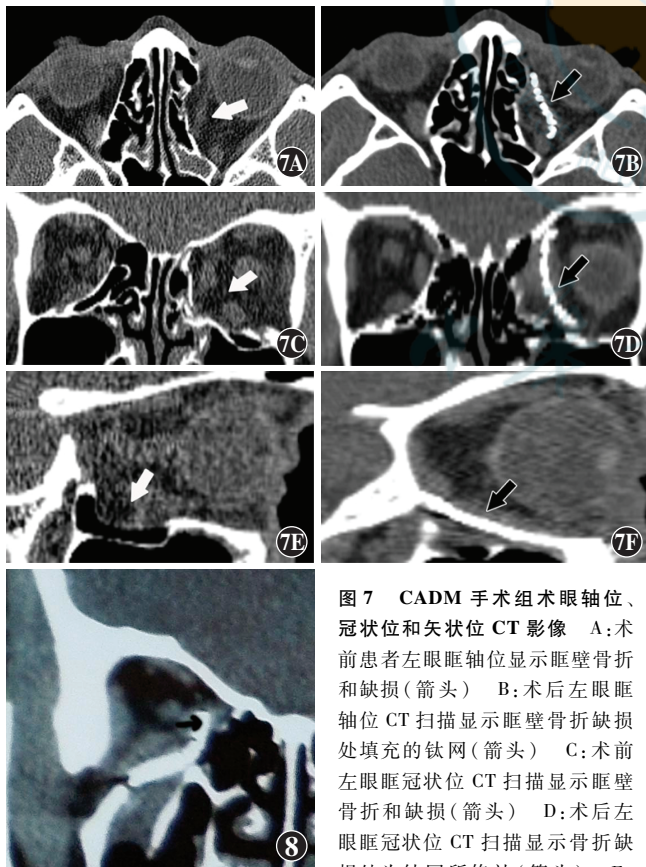 7A
7B
7C
7D
7E
7F
8
图 7 CADM 手术组术眼轴位、
冠状位和矢状位 CT 影像 A:术
前患者左眼眶轴位显示眶壁骨折
和缺损(箭头) B:术后左眼眶
轴位 CT 扫描显示眶壁骨折缺损
处填充的钛网(箭头) C:术前
左眼眶冠状位 CT 扫描显示眶壁
骨折和缺损(箭头) D:术后左
眼眶冠状位 CT 扫描显示骨折缺